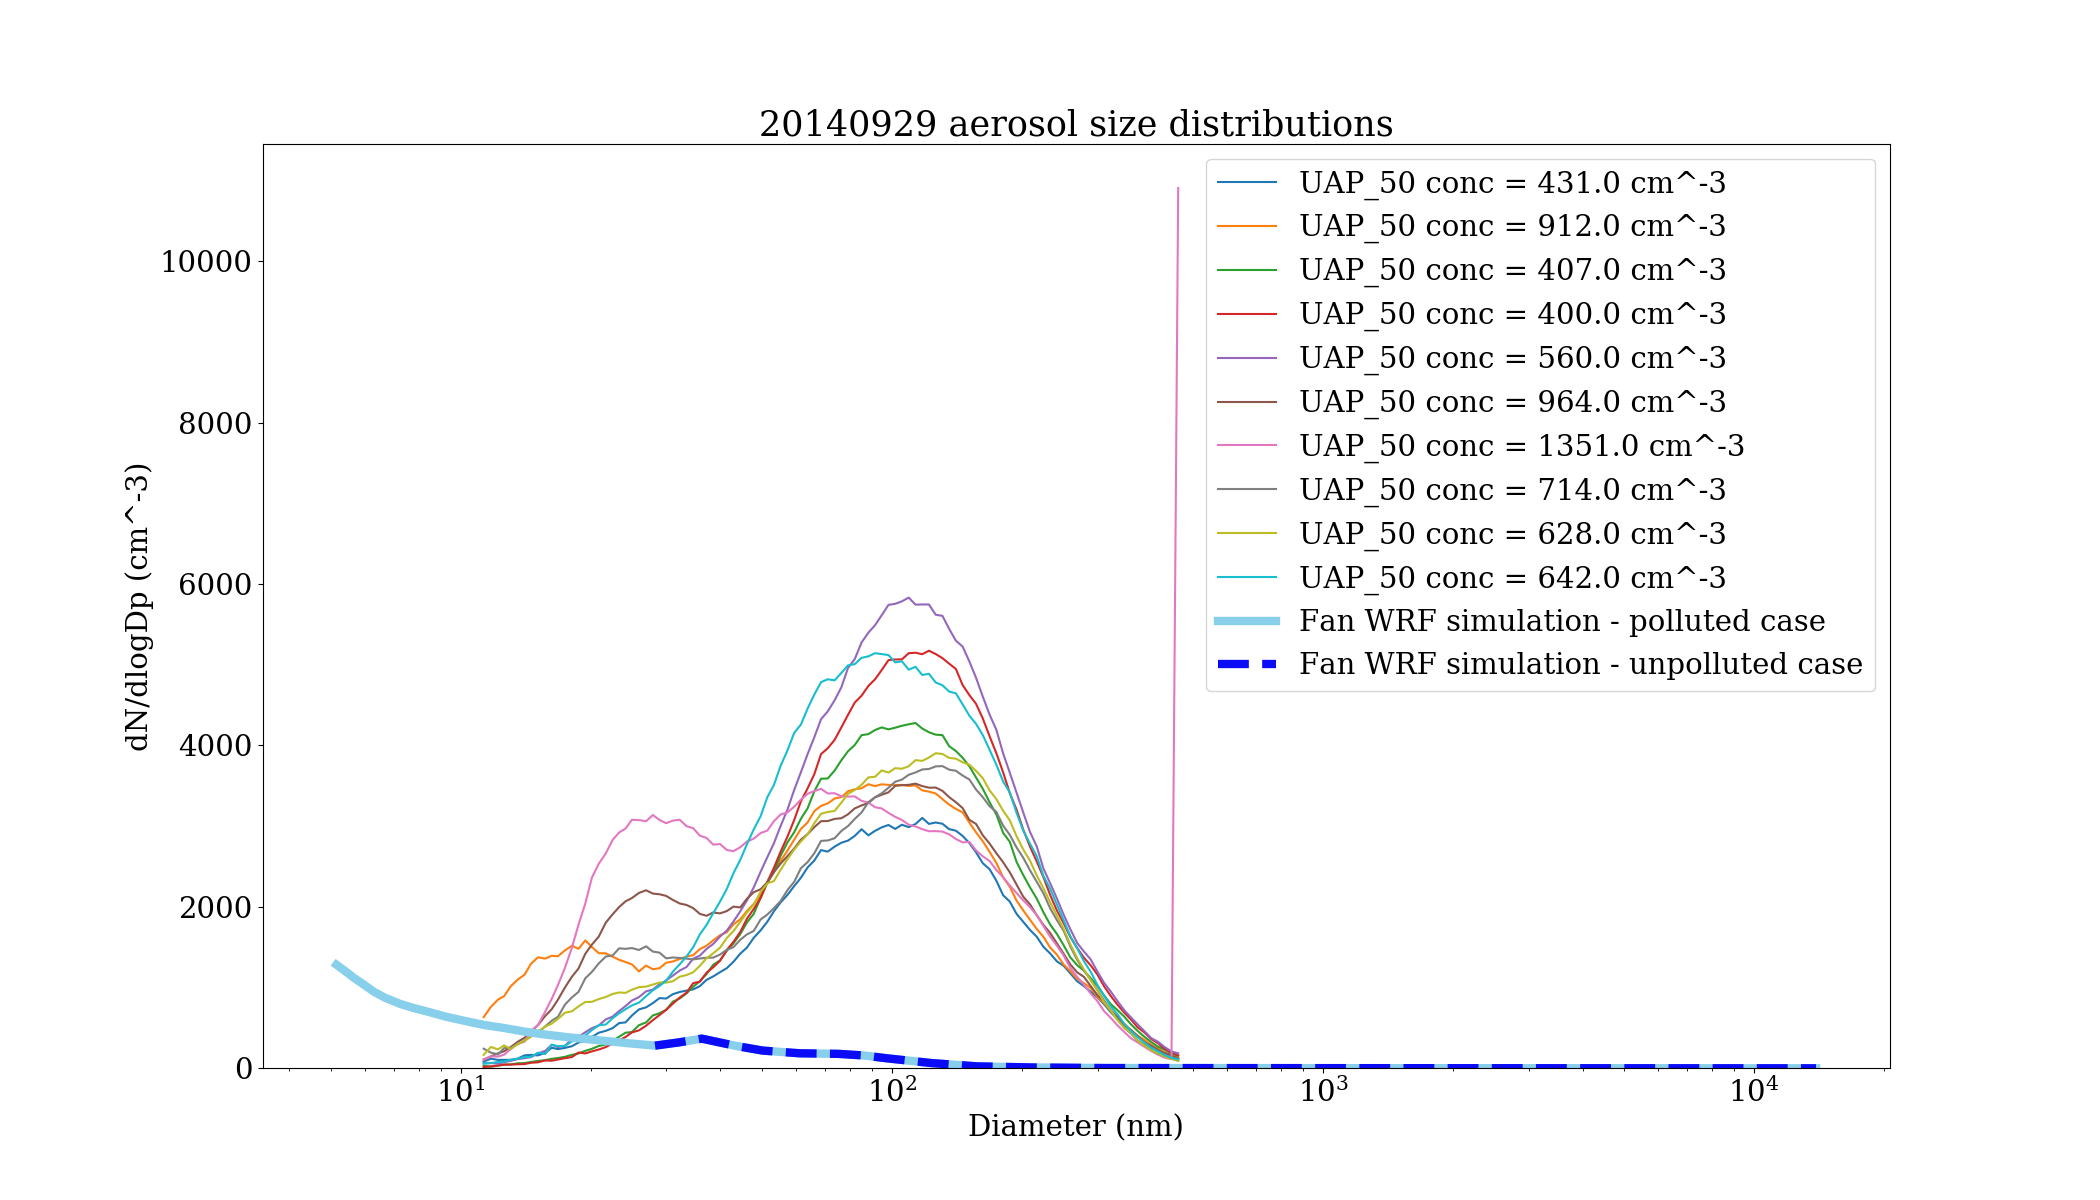 20140929 aerosol size distributions
UAP_50 conc = 431.0 cm^-3
UAP_50 conc = 912.0 cm^-3
UAP_50 conc = 407.0 cm^-3
UAP_50 conc = 400.0 cm^-3
UAP_50 conc = 560.0 cm^-3
UAP_50 conc = 964.0 cm^-3
UAP_50 conc = 1351.0 cm^-3
UAP_50 conc = 714.0 cm^-3
UAP_50 conc = 628.0 cm^-3
UAP_50 conc = 642.0 cm^-3
Fan WRF simulation - polluted case
Fan WRF simulation - unpolluted case
dN/dlogDp (cm^-3)
10000
8000
6000
4000
2000
0
10¹ 10² 10³ 10⁴
Diameter (nm)